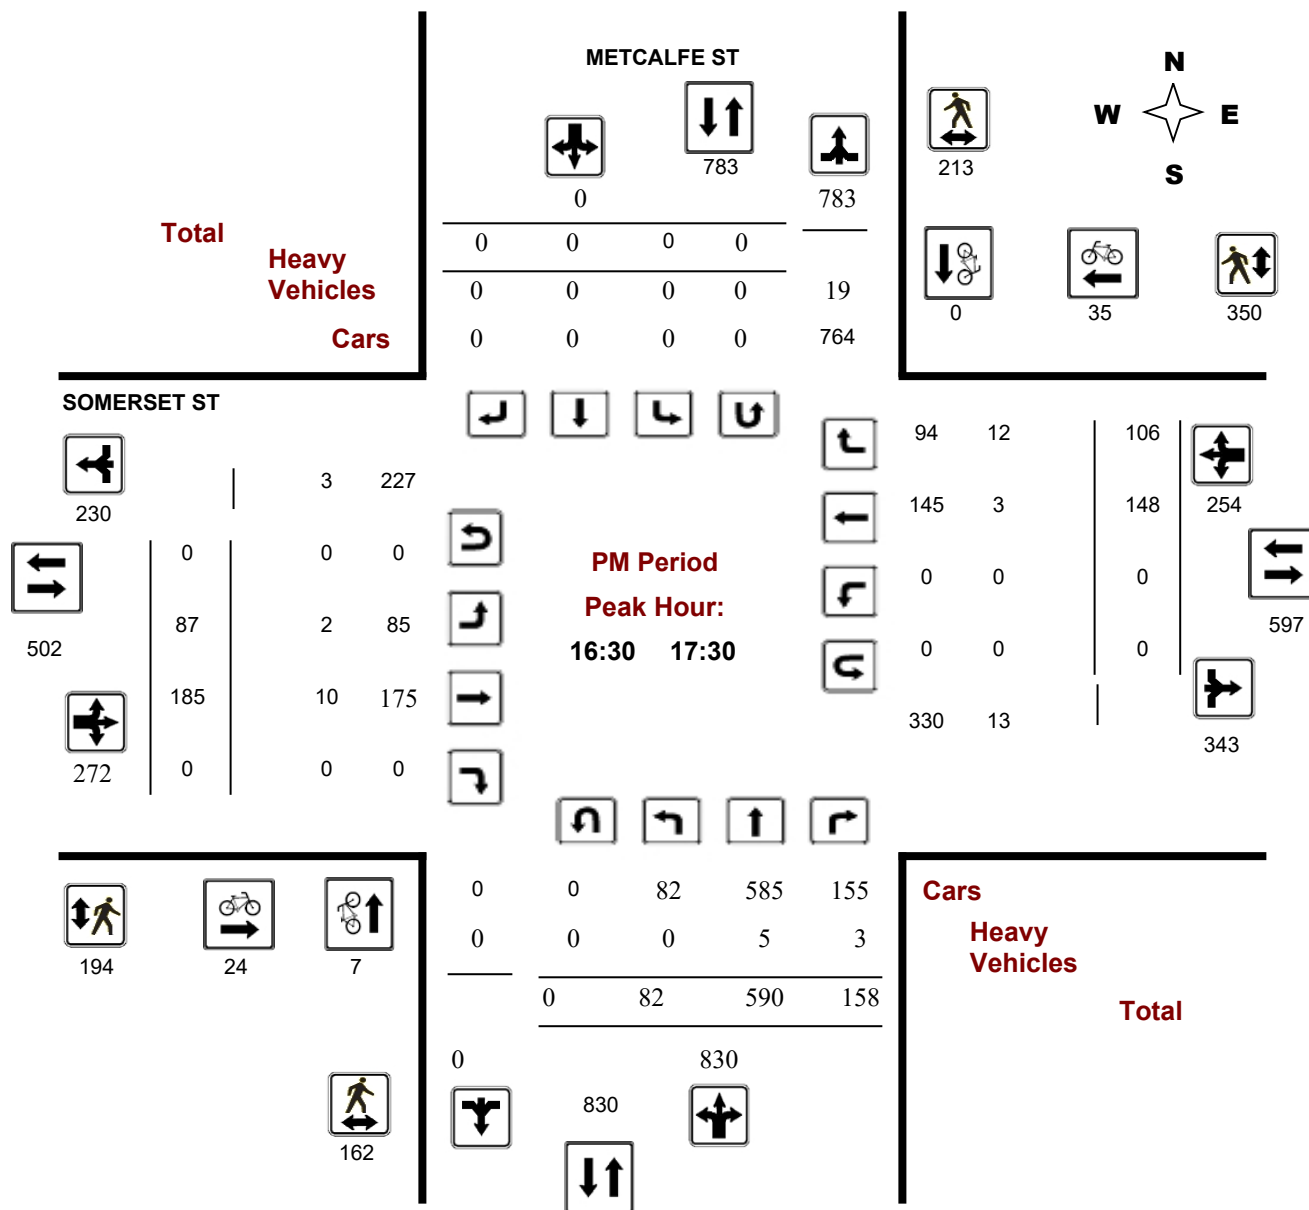 METCALFE ST
N
W E
S
783
213
0 783
Total
0 0 0 0
Heavy
Vehicles
0 0 0 0 19
0 35 350
Cars
0 0 0 0 764
SOMERSET ST
94 12 106
3 227
230
145 3 148 254
0 0 0
PM Period
0 0 0
Peak Hour:
87 2 85
502
16:30 17:30
0 0 0
597
185 10 175
330 13
343
272 0 0 0
0 0 82 585 155
Cars
0 0 0 5 3
Heavy
Vehicles
194 24 7
0 82 590 158
Total
0 830
830
162